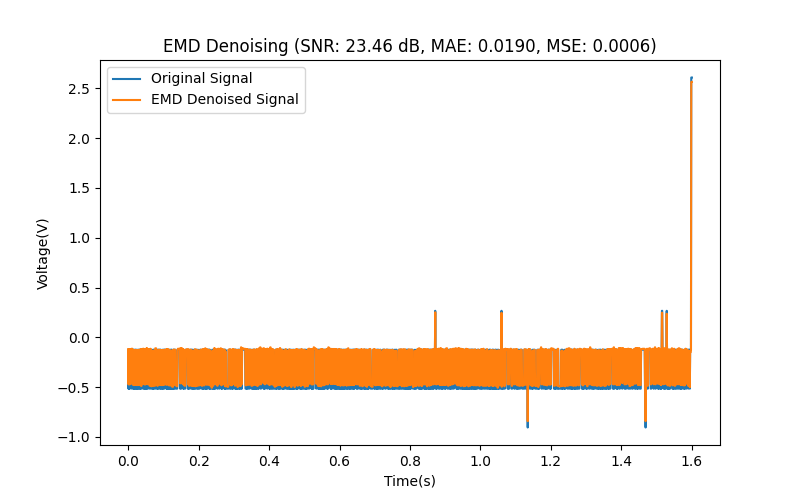 EMD Denoising (SNR: 23.46 dB, MAE: 0.0190, MSE: 0.0006)
Original Signal
EMD Denoised Signal
2.5
2.0
1.5
1.0
0.5
0.0
−0.5
−1.0
Voltage(V)
0.0 0.2 0.4 0.6 0.8 1.0 1.2 1.4 1.6
Time(s)